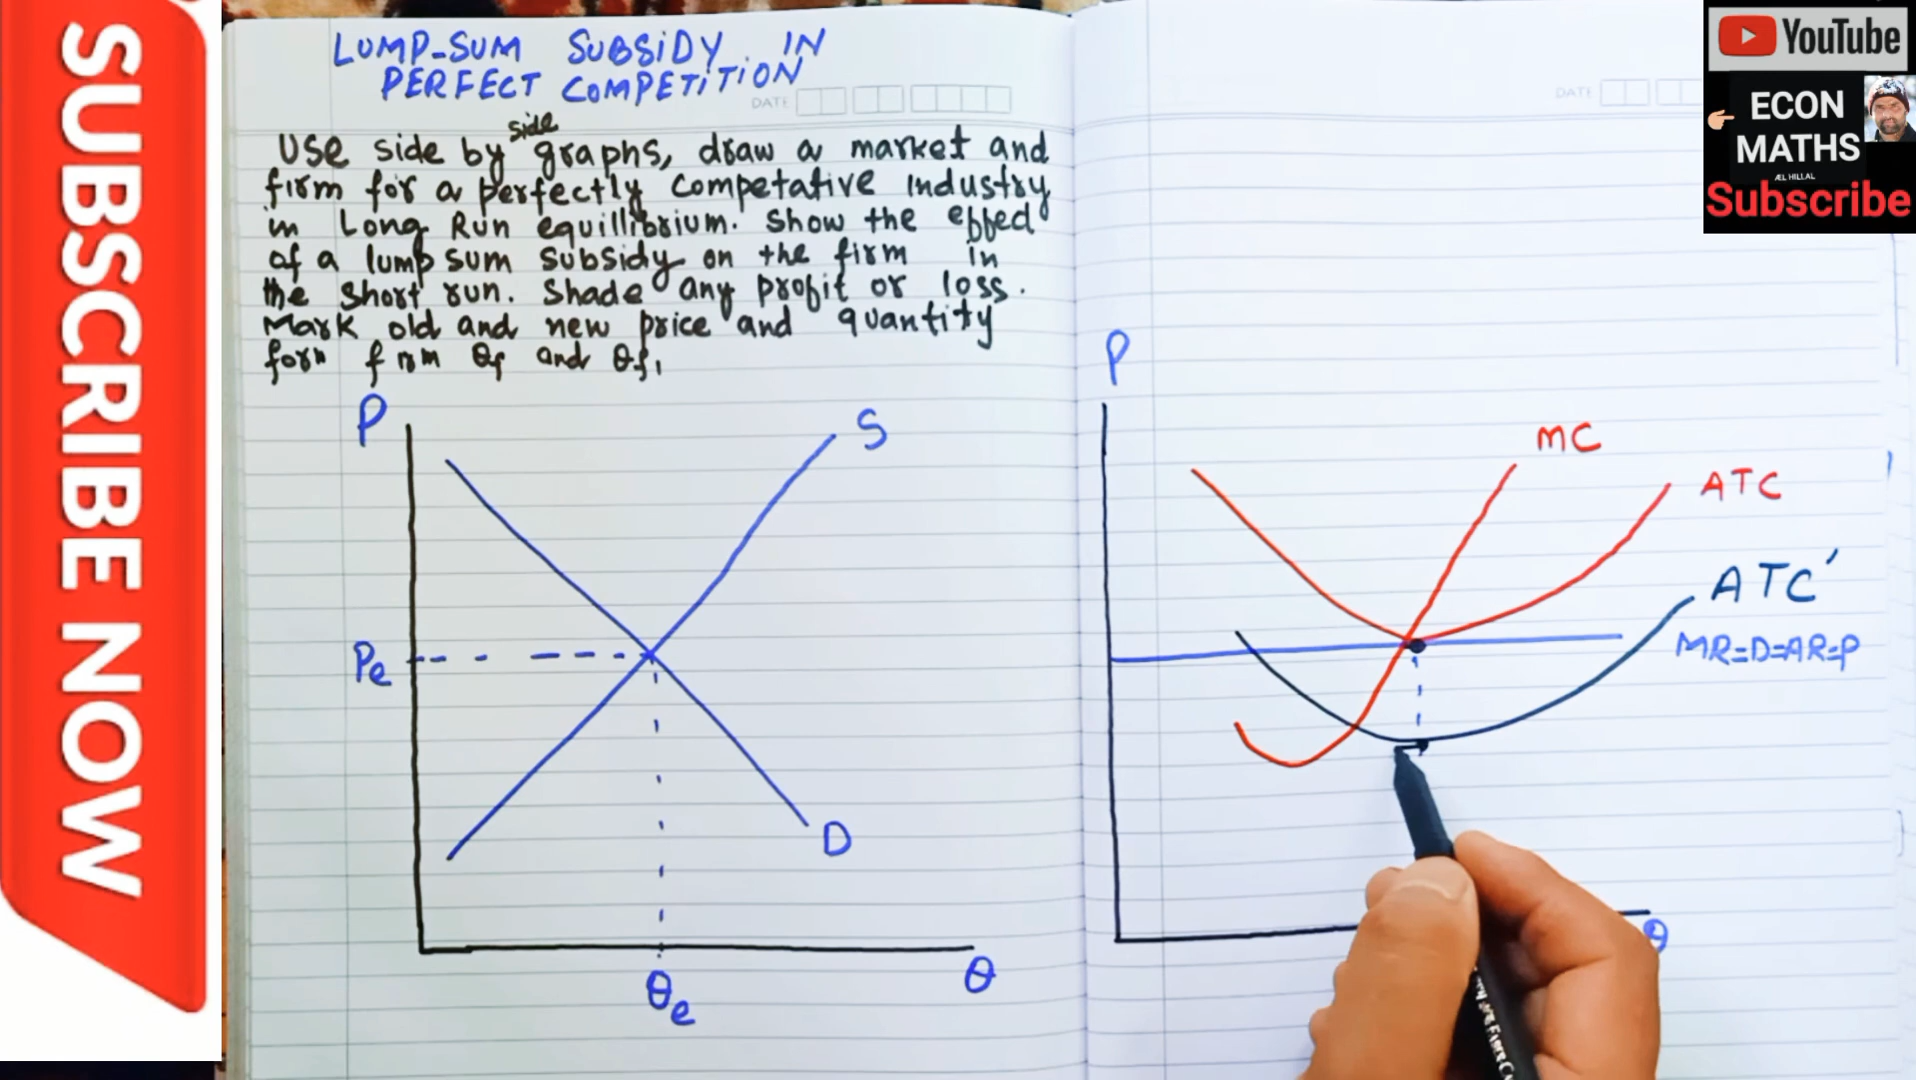 SUBSCRIBE NOW
LUMP-SUM SUBSIDY IN
PERFECT COMPETITION
DATE
Use side by side graphs, draw a market and
firm for a perfectly competative industry
in Long Run equillibrium. Show the effect
of a lump sum subsidy on the firm in
the short run. Shade any profit or loss.
Mark old and new price and quantity
for firm Qf and Qf1
P
S
Pe
D
Qe
Q
DATE
YouTube
ECON
MATHS
ÆL HILLAL
Subscribe
P
MC
ATC
ATC'
MR=D=AR=P
Q